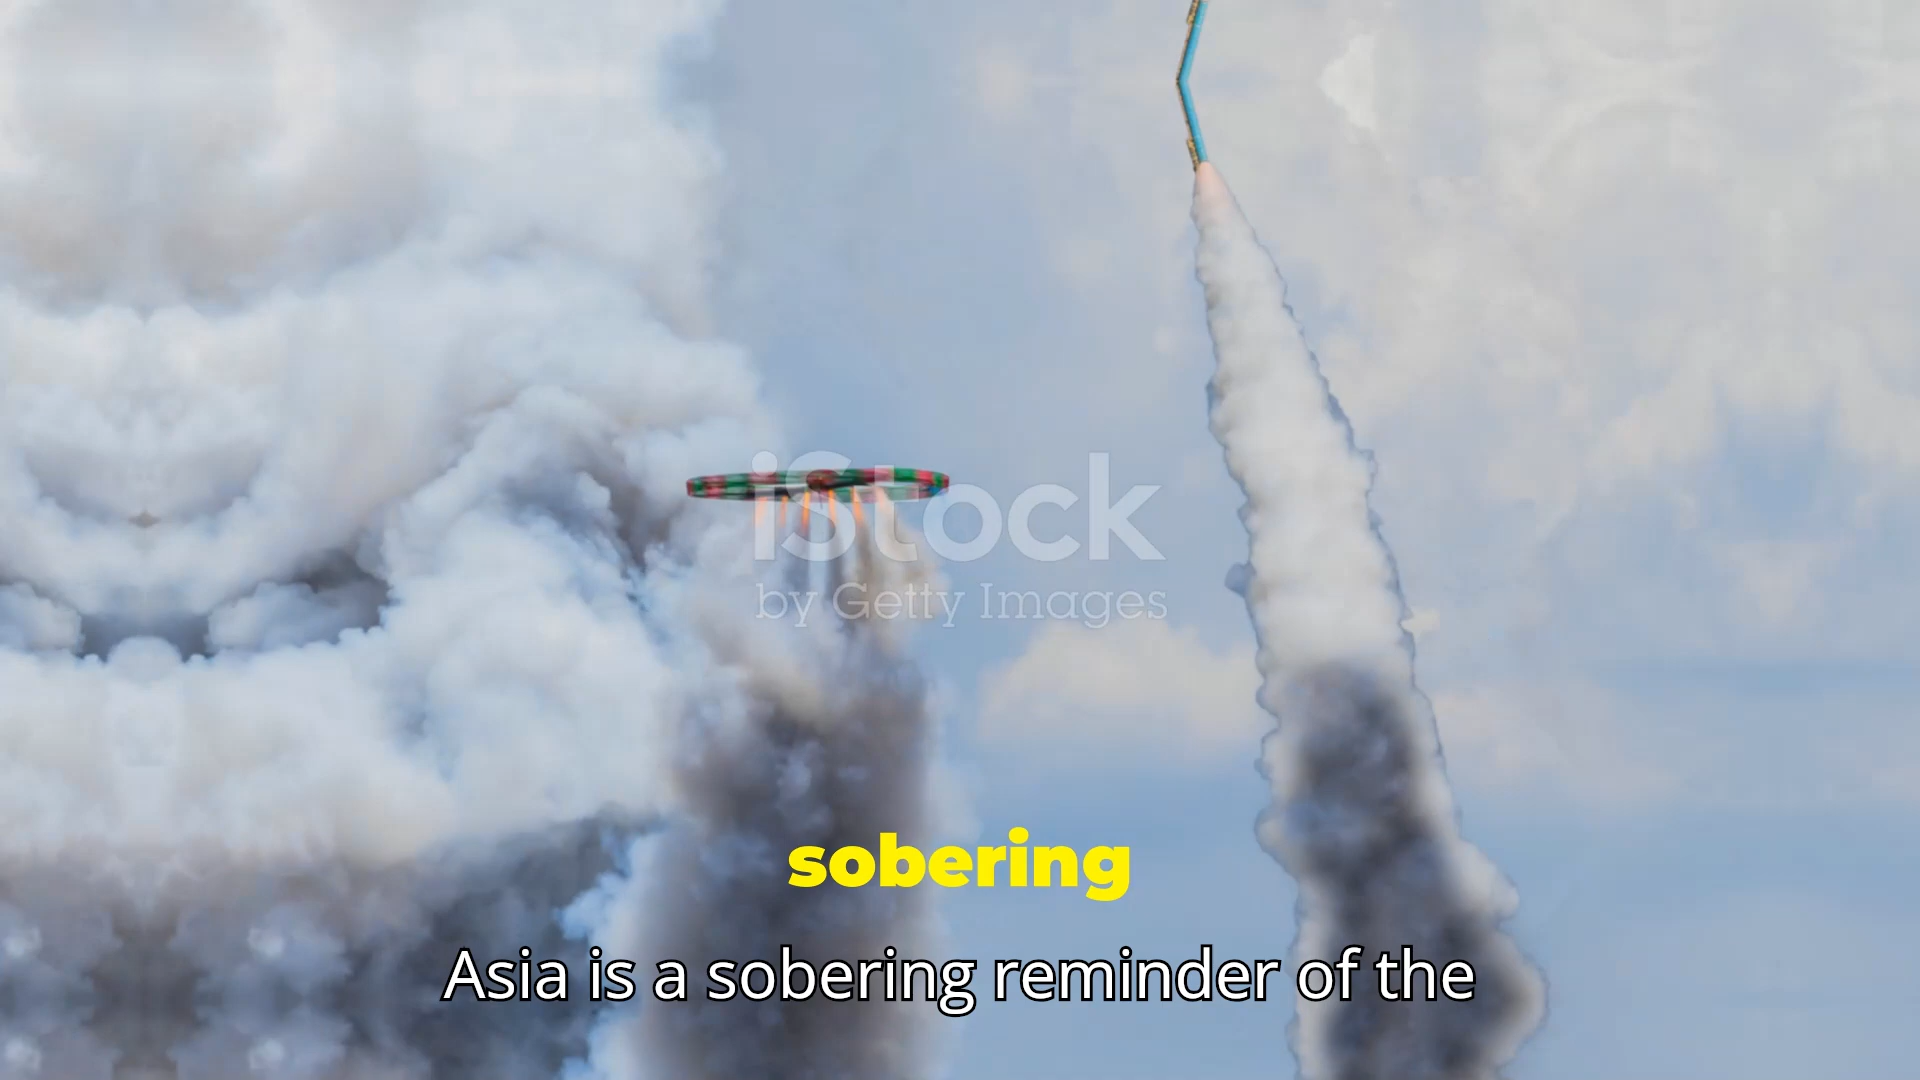 iStock
by Getty Images
sobering
Asia is a sobering reminder of the